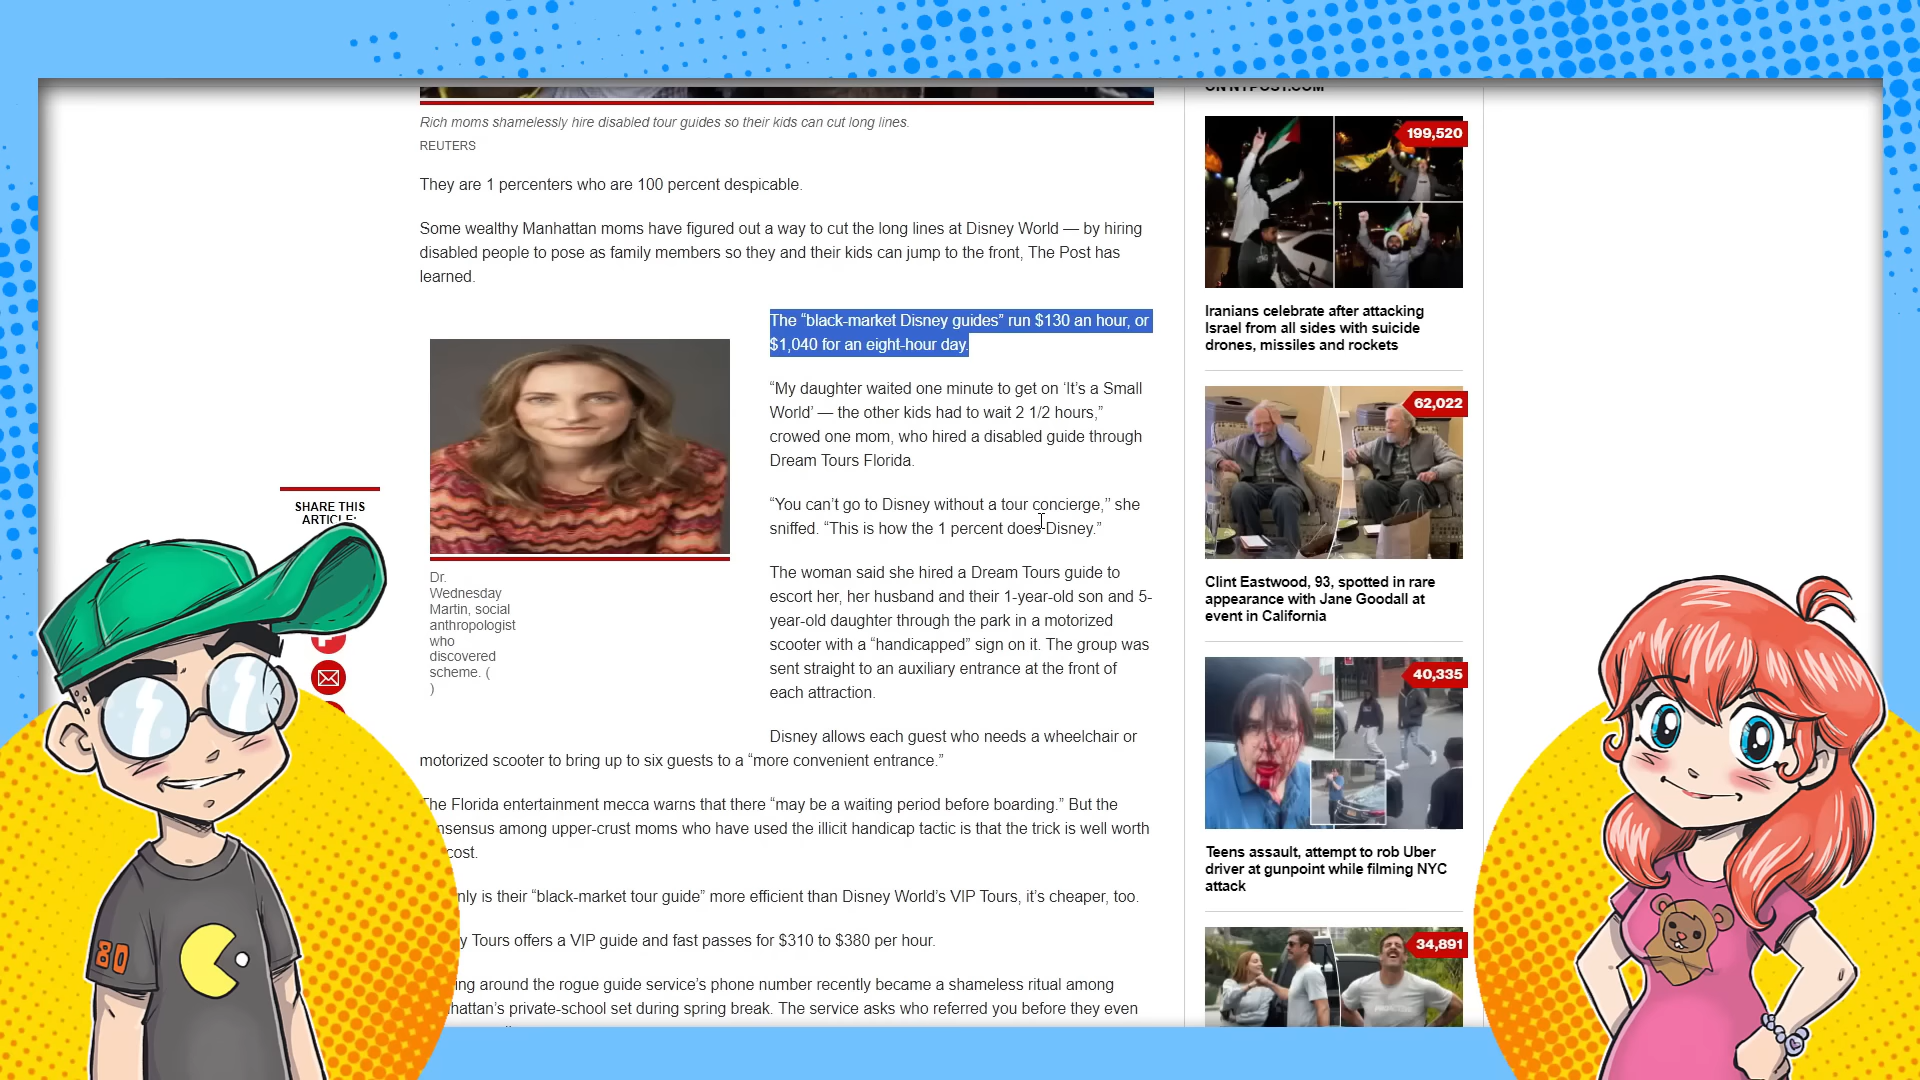 ON NYPOST.COM
Rich moms shamelessly hire disabled tour guides so their kids can cut long lines.
REUTERS
They are 1 percenters who are 100 percent despicable.
Some wealthy Manhattan moms have figured out a way to cut the long lines at Disney World — by hiring
disabled people to pose as family members so they and their kids can jump to the front, The Post has
learned.
The “black-market Disney guides” run $130 an hour, or
$1,040 for an eight-hour day.
“My daughter waited one minute to get on ‘It’s a Small
World’ — the other kids had to wait 2 1/2 hours,”
crowed one mom, who hired a disabled guide through
Dream Tours Florida.
“You can’t go to Disney without a tour concierge,’’ she
sniffed. “This is how the 1 percent does Disney.”
The woman said she hired a Dream Tours guide to
escort her, her husband and their 1-year-old son and 5-
year-old daughter through the park in a motorized
scooter with a “handicapped” sign on it. The group was
sent straight to an auxiliary entrance at the front of
each attraction.
Disney allows each guest who needs a wheelchair or
motorized scooter to bring up to six guests to a “more convenient entrance.”
The Florida entertainment mecca warns that there “may be a waiting period before boarding.” But the
nsensus among upper-crust moms who have used the illicit handicap tactic is that the trick is well worth
cost.
nly is their “black-market tour guide” more efficient than Disney World’s VIP Tours, it’s cheaper, too.
y Tours offers a VIP guide and fast passes for $310 to $380 per hour.
ing around the rogue guide service’s phone number recently became a shameless ritual among
hattan’s private-school set during spring break. The service asks who referred you before they even
Dr.
Wednesday
Martin, social
anthropologist
who
discovered
scheme. (
)
SHARE THIS
ARTICLE:
80
199,520
Iranians celebrate after attacking
Israel from all sides with suicide
drones, missiles and rockets
62,022
Clint Eastwood, 93, spotted in rare
appearance with Jane Goodall at
event in California
40,335
Teens assault, attempt to rob Uber
driver at gunpoint while filming NYC
attack
34,891